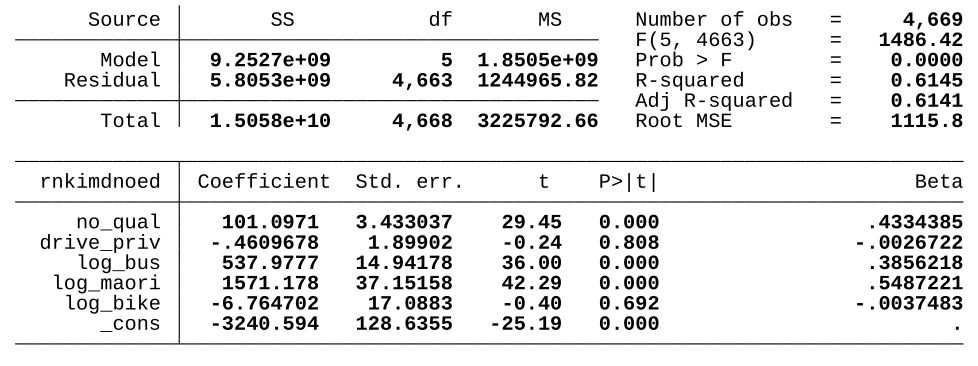 Source SS df MS Number of obs = 4,669
F(5, 4663) = 1486.42
Model 9.2527e+09 5 1.8505e+09 Prob > F = 0.0000
Residual 5.8053e+09 4,663 1244965.82 R-squared = 0.6145
Adj R-squared = 0.6141
Total 1.5058e+10 4,668 3225792.66 Root MSE = 1115.8
rnkimdnoed Coefficient Std. err. t P>|t| Beta
no_qual 101.0971 3.433037 29.45 0.000 .4334385
drive_priv -.4609678 1.89902 -0.24 0.808 -.0026722
log_bus 537.9777 14.94178 36.00 0.000 .3856218
log_maori 1571.178 37.15158 42.29 0.000 .5487221
log_bike -6.764702 17.0883 -0.40 0.692 -.0037483
_cons -3240.594 128.6355 -25.19 0.000 .